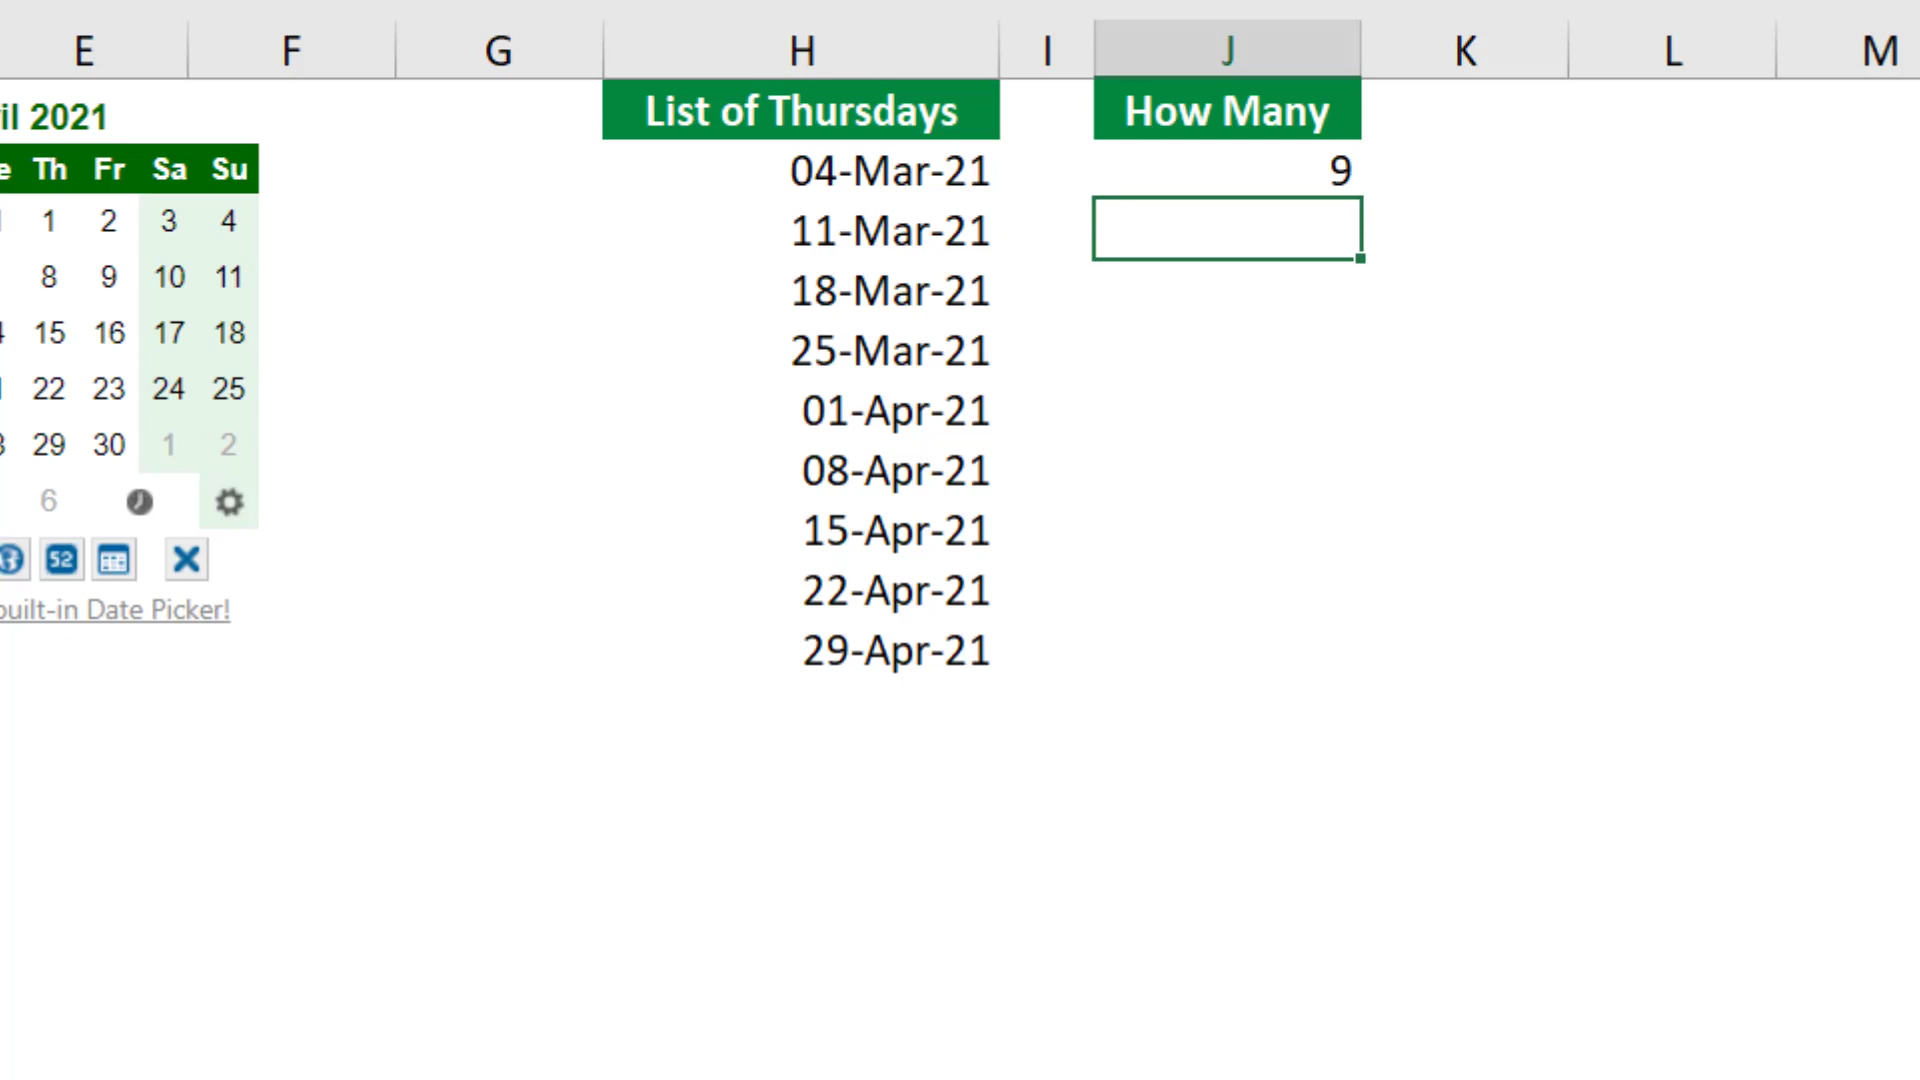 E F G H I J K L M
il 2021
List of Thursdays How Many
e Th Fr Sa Su
04-Mar-21 9
1 2 3 4
11-Mar-21
8 9 10 11
18-Mar-21
4 15 16 17 18
25-Mar-21
22 23 24 25
01-Apr-21
29 30 1 2
08-Apr-21
6
15-Apr-21
52
22-Apr-21
built-in Date Picker!
29-Apr-21